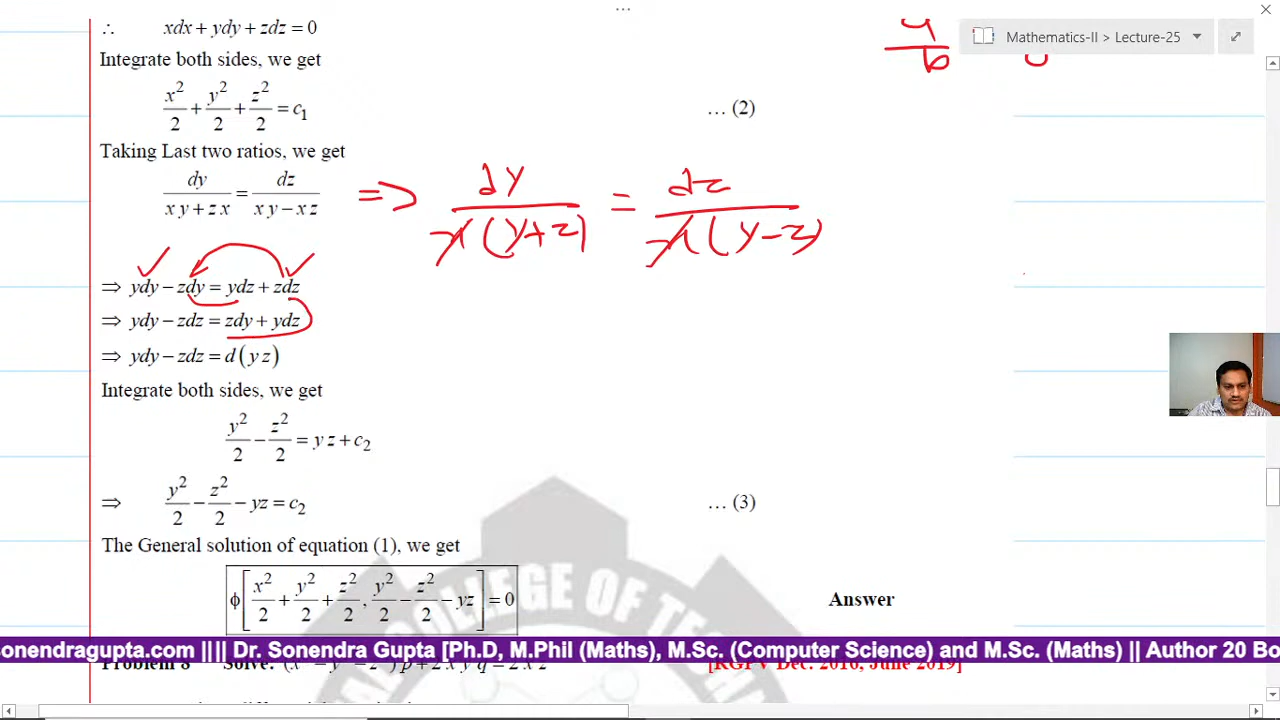 ...
∴ xdx + ydy + zdz = 0
Mathematics-II > Lecture-25
Integrate both sides, we get
x²/2 + y²/2 + z²/2 = c₁ … (2)
Taking Last two ratios, we get
dy/(xy+zx) = dz/(xy−xz) => dy/(x(y+z)) = dz/(x(y−z))
⇒ ydy − zdy = ydz + zdz
⇒ ydy − zdz = zdy + ydz
⇒ ydy − zdz = d(yz)
Integrate both sides, we get
y²/2 − z²/2 = yz + c₂
⇒ y²/2 − z²/2 − yz = c₂ … (3)
The General solution of equation (1), we get
ϕ[x²/2 + y²/2 + z²/2, y²/2 − z²/2 − yz] = 0 Answer
COLLEGE OF
sonendragupta.com |||| Dr. Sonendra Gupta [Ph.D, M.Phil (Maths), M.Sc. (Computer Science) and M.Sc. (Maths) || Author 20 Bo